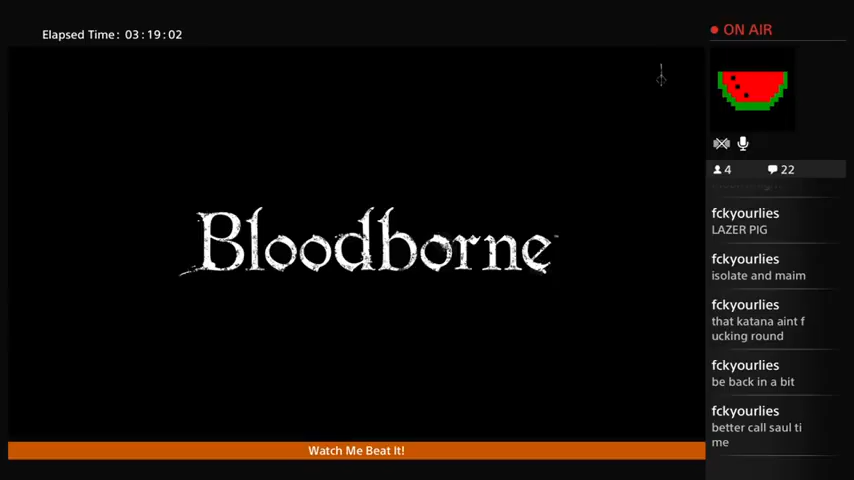 Elapsed Time: 03:19:02
ON AIR
4 22
Bloodborne™
fckyourlies
LAZER PIG
fckyourlies
isolate and maim
fckyourlies
that katana aint f
ucking round
fckyourlies
be back in a bit
fckyourlies
better call saul ti
me
Watch Me Beat It!